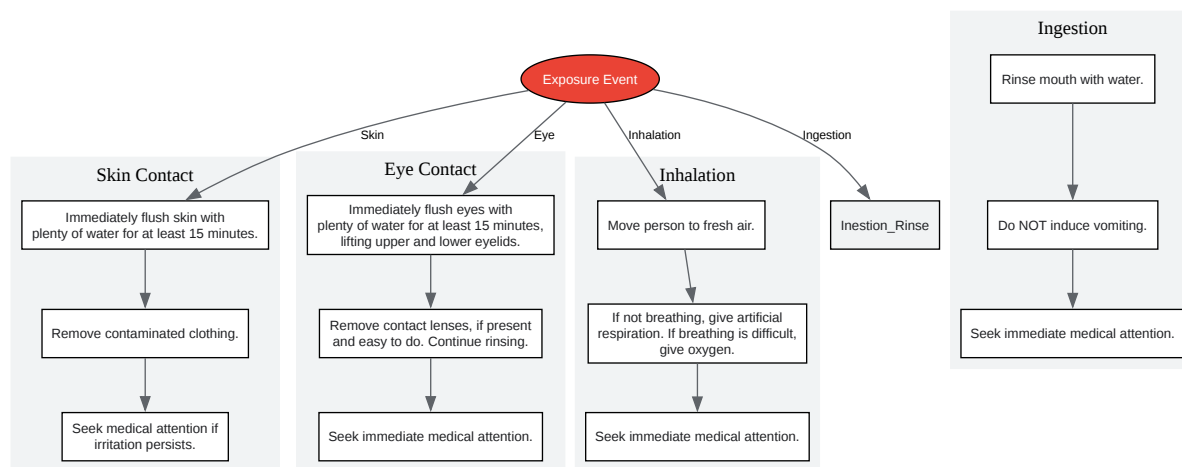 Exposure Event
Skin
Eye
Inhalation
Ingestion
Skin Contact
Immediately flush skin with
plenty of water for at least 15 minutes.
Remove contaminated clothing.
Seek medical attention if
irritation persists.
Eye Contact
Immediately flush eyes with
plenty of water for at least 15 minutes,
lifting upper and lower eyelids.
Remove contact lenses, if present
and easy to do. Continue rinsing.
Seek immediate medical attention.
Inhalation
Move person to fresh air.
If not breathing, give artificial
respiration. If breathing is difficult,
give oxygen.
Seek immediate medical attention.
Inestion_Rinse
Ingestion
Rinse mouth with water.
Do NOT induce vomiting.
Seek immediate medical attention.